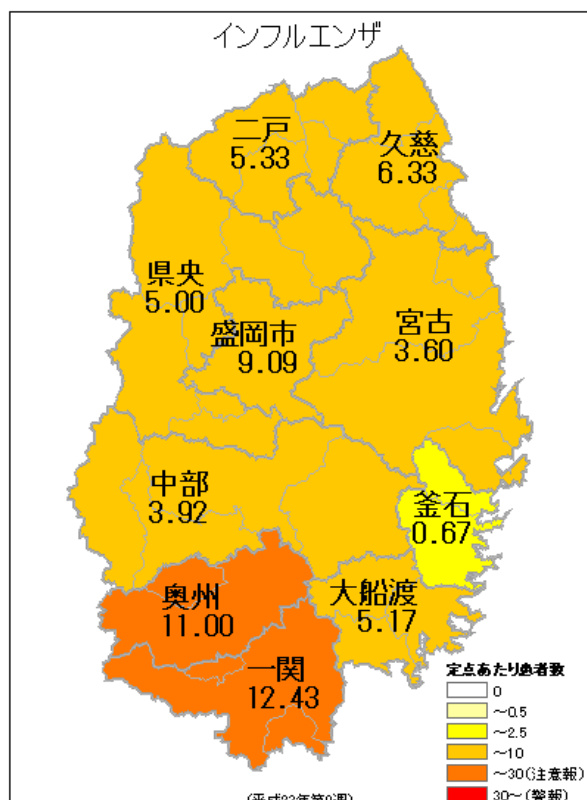 インフルエンザ
二戸
5.33
久慈
6.33
県央
5.00
盛岡市
9.09
宮古
3.60
中部
3.92
釜石
0.67
奥州
11.00
大船渡
5.17
一関
12.43
定点あたり患者数
0
～0.5
～2.5
～10
～30(注意報)
30～(警報)